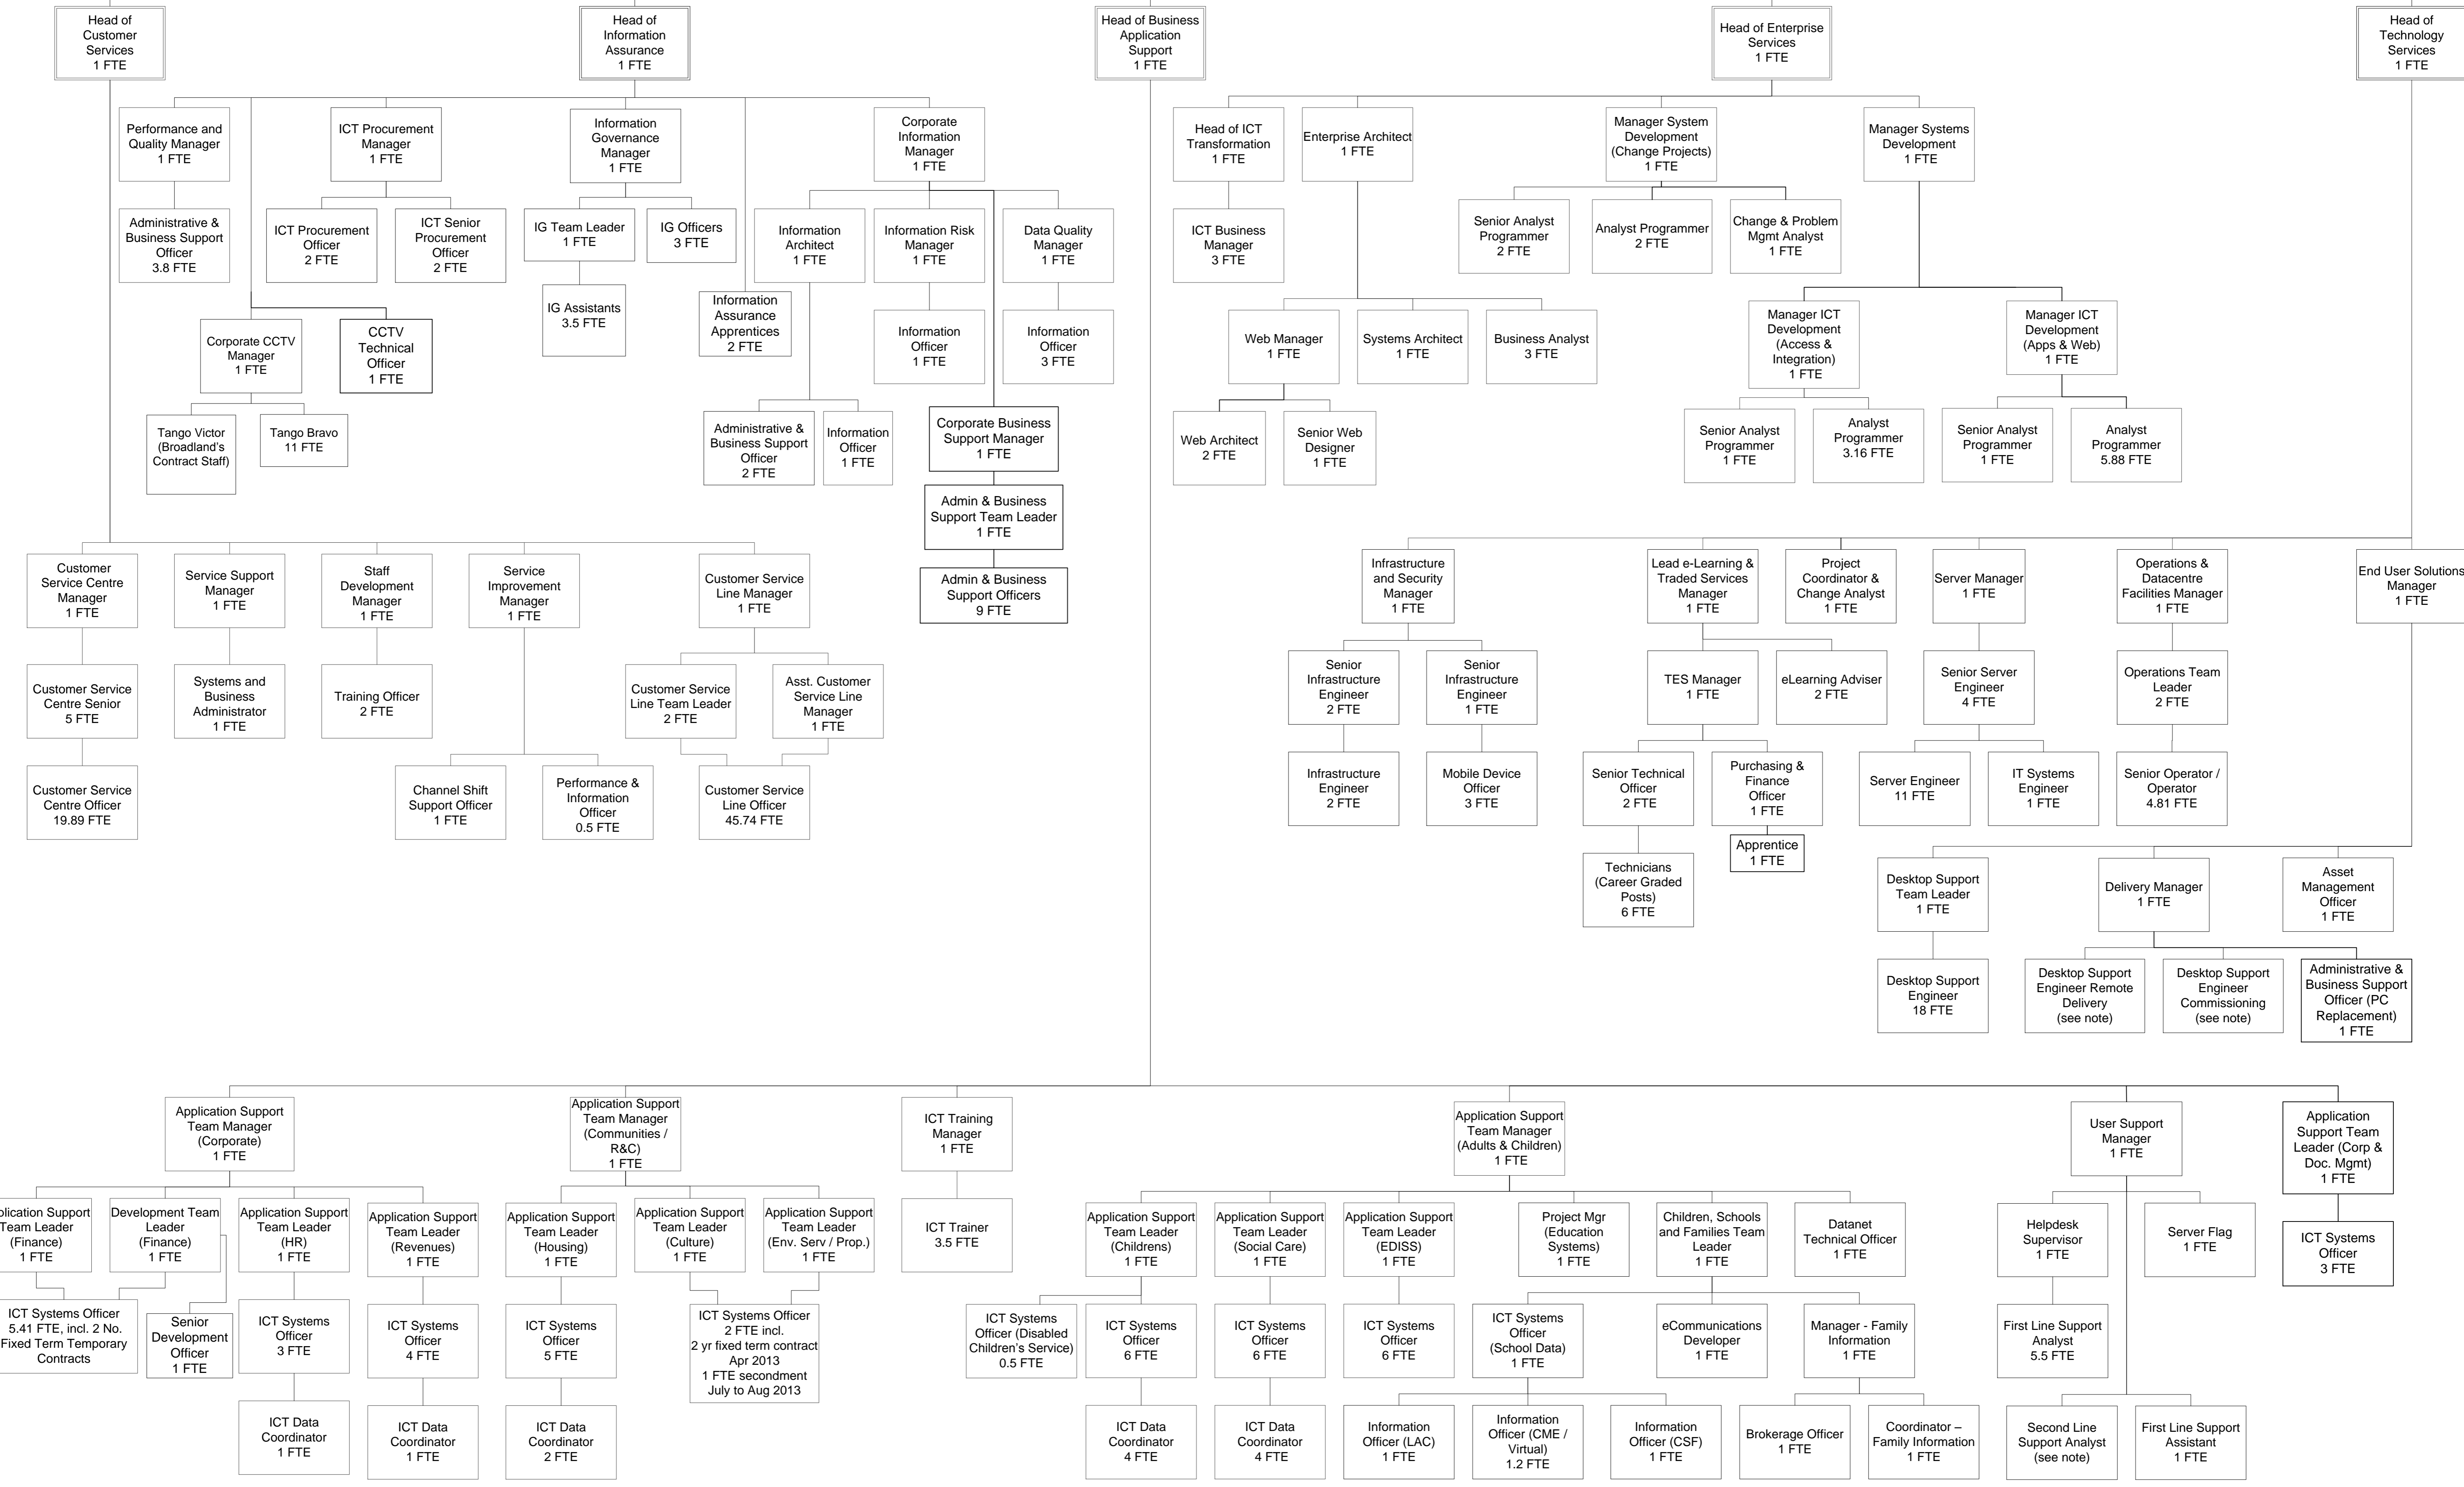 Head of
Customer
Services
1 FTE
Head of
Information
Assurance
1 FTE
Head of Business
Application
Support
1 FTE
Head of Enterprise
Services
1 FTE
Head of
Technology
Services
1 FTE
Performance and
Quality Manager
1 FTE
ICT Procurement
Manager
1 FTE
Information
Governance
Manager
1 FTE
Corporate
Information
Manager
1 FTE
Head of ICT
Transformation
1 FTE
Enterprise Architect
1 FTE
Manager System
Development
(Change Projects)
1 FTE
Manager Systems
Development
1 FTE
Administrative &
Business Support
Officer
3.8 FTE
ICT Procurement
Officer
2 FTE
ICT Senior
Procurement
Officer
2 FTE
IG Team Leader
1 FTE
IG Officers
3 FTE
Information
Architect
1 FTE
Information Risk
Manager
1 FTE
Data Quality
Manager
1 FTE
ICT Business
Manager
3 FTE
Senior Analyst
Programmer
2 FTE
Analyst Programmer
2 FTE
Change & Problem
Mgmt Analyst
1 FTE
IG Assistants
3.5 FTE
Information
Assurance
Apprentices
2 FTE
Information
Officer
1 FTE
Information
Officer
3 FTE
Corporate CCTV
Manager
1 FTE
CCTV
Technical
Officer
1 FTE
Web Manager
1 FTE
Systems Architect
1 FTE
Business Analyst
3 FTE
Manager ICT
Development
(Access &
Integration)
1 FTE
Manager ICT
Development
(Apps & Web)
1 FTE
Tango Victor
(Broadland's
Contract Staff)
Tango Bravo
11 FTE
Administrative &
Business Support
Officer
2 FTE
Information
Officer
1 FTE
Corporate Business
Support Manager
1 FTE
Web Architect
2 FTE
Senior Web
Designer
1 FTE
Senior Analyst
Programmer
1 FTE
Analyst
Programmer
3.16 FTE
Senior Analyst
Programmer
1 FTE
Analyst
Programmer
5.88 FTE
Admin & Business
Support Team Leader
1 FTE
Admin & Business
Support Officers
9 FTE
Customer
Service Centre
Manager
1 FTE
Service Support
Manager
1 FTE
Staff
Development
Manager
1 FTE
Service
Improvement
Manager
1 FTE
Customer Service
Line Manager
1 FTE
Infrastructure
and Security
Manager
1 FTE
Lead e-Learning &
Traded Services
Manager
1 FTE
Project
Coordinator &
Change Analyst
1 FTE
Server Manager
1 FTE
Operations &
Datacentre
Facilities Manager
1 FTE
End User Solutions
Manager
1 FTE
Customer Service
Centre Senior
5 FTE
Systems and
Business
Administrator
1 FTE
Training Officer
2 FTE
Customer Service
Line Team Leader
2 FTE
Asst. Customer
Service Line
Manager
1 FTE
Senior
Infrastructure
Engineer
2 FTE
Senior
Infrastructure
Engineer
1 FTE
TES Manager
1 FTE
eLearning Adviser
2 FTE
Senior Server
Engineer
4 FTE
Operations Team
Leader
2 FTE
Customer Service
Centre Officer
19.89 FTE
Channel Shift
Support Officer
1 FTE
Performance &
Information
Officer
0.5 FTE
Customer Service
Line Officer
45.74 FTE
Infrastructure
Engineer
2 FTE
Mobile Device
Officer
3 FTE
Senior Technical
Officer
2 FTE
Purchasing &
Finance
Officer
1 FTE
Server Engineer
11 FTE
IT Systems
Engineer
1 FTE
Senior Operator /
Operator
4.81 FTE
Technicians
(Career Graded
Posts)
6 FTE
Apprentice
1 FTE
Desktop Support
Team Leader
1 FTE
Delivery Manager
1 FTE
Asset
Management
Officer
1 FTE
Desktop Support
Engineer
18 FTE
Desktop Support
Engineer Remote
Delivery
(see note)
Desktop Support
Engineer
Commissioning
(see note)
Administrative &
Business Support
Officer (PC
Replacement)
1 FTE
Application Support
Team Manager
(Corporate)
1 FTE
Application Support
Team Manager
(Communities /
R&C)
1 FTE
ICT Training
Manager
1 FTE
Application Support
Team Manager
(Adults & Children)
1 FTE
User Support
Manager
1 FTE
Application
Support Team
Leader (Corp &
Doc. Mgmt)
1 FTE
plication Support
Team Leader
(Finance)
1 FTE
Development Team
Leader
(Finance)
1 FTE
Application Support
Team Leader
(HR)
1 FTE
Application Support
Team Leader
(Revenues)
1 FTE
Application Support
Team Leader
(Housing)
1 FTE
Application Support
Team Leader
(Culture)
1 FTE
Application Support
Team Leader
(Env. Serv / Prop.)
1 FTE
ICT Trainer
3.5 FTE
Application Support
Team Leader
(Childrens)
1 FTE
Application Support
Team Leader
(Social Care)
1 FTE
Application Support
Team Leader
(EDISS)
1 FTE
Project Mgr
(Education
Systems)
1 FTE
Children, Schools
and Families Team
Leader
1 FTE
Datanet
Technical Officer
1 FTE
Helpdesk
Supervisor
1 FTE
Server Flag
1 FTE
ICT Systems
Officer
3 FTE
ICT Systems Officer
5.41 FTE, incl. 2 No.
Fixed Term Temporary
Contracts
Senior
Development
Officer
1 FTE
ICT Systems
Officer
3 FTE
ICT Systems
Officer
4 FTE
ICT Systems
Officer
5 FTE
ICT Systems Officer
2 FTE incl.
2 yr fixed term contract
Apr 2013
1 FTE secondment
July to Aug 2013
ICT Systems
Officer (Disabled
Children's Service)
0.5 FTE
ICT Systems
Officer
6 FTE
ICT Systems
Officer
6 FTE
ICT Systems
Officer
6 FTE
ICT Systems
Officer
(School Data)
1 FTE
eCommunications
Developer
1 FTE
Manager - Family
Information
1 FTE
First Line Support
Analyst
5.5 FTE
ICT Data
Coordinator
1 FTE
ICT Data
Coordinator
1 FTE
ICT Data
Coordinator
2 FTE
ICT Data
Coordinator
4 FTE
ICT Data
Coordinator
4 FTE
Information
Officer (LAC)
1 FTE
Information
Officer (CME /
Virtual)
1.2 FTE
Information
Officer (CSF)
1 FTE
Brokerage Officer
1 FTE
Coordinator –
Family Information
1 FTE
Second Line
Support Analyst
(see note)
First Line Support
Assistant
1 FTE